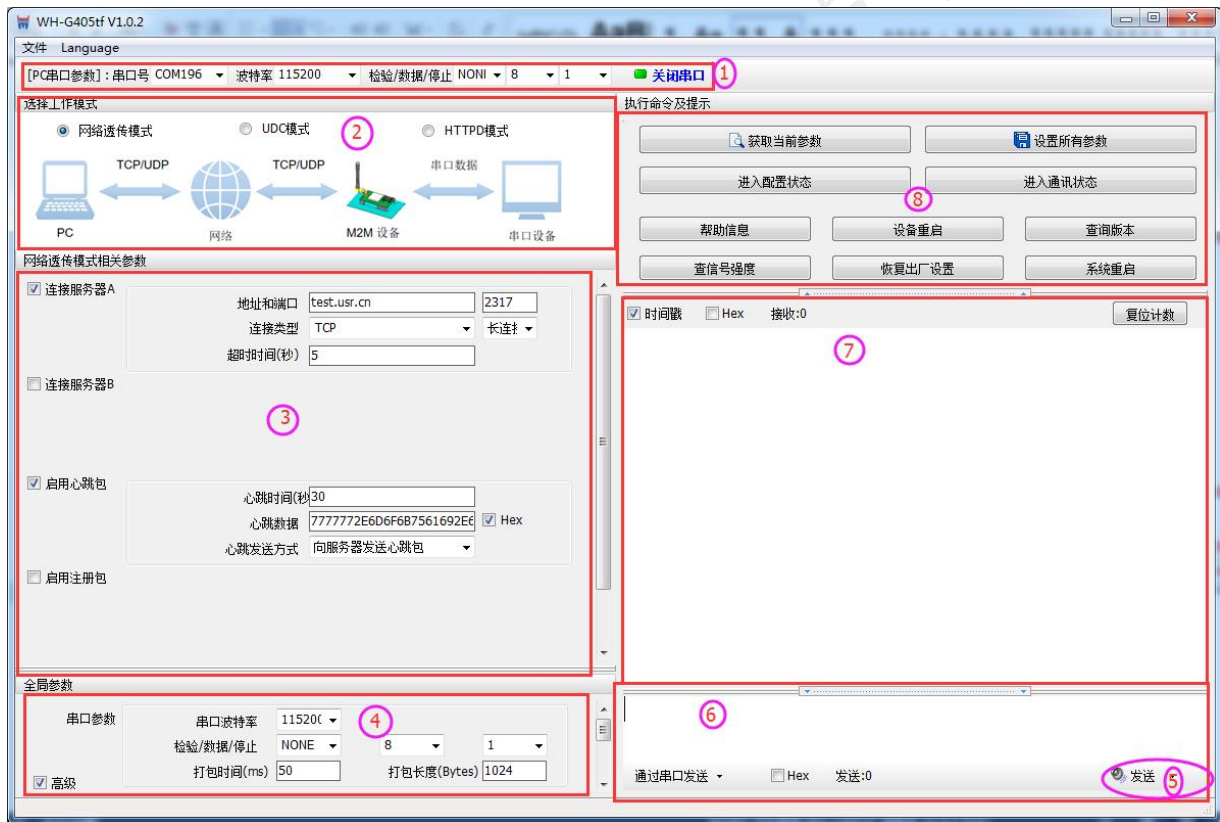 WH-G405tf V1.0.2
文件 Language
[PC串口参数]：串口号 COM196 波特率 115200 检验/数据/停止 NONI 8 1 关闭串口 1
选择工作模式
网络透传模式 UDC模式 2 HTTPD模式
TCP/UDP TCP/UDP 串口数据
PC 网络 M2M 设备 串口设备
网络透传模式相关参数
连接服务器A
地址和端口 test.usr.cn 2317
连接类型 TCP 长连
超时时间(秒) 5
连接服务器B
3
启用心跳包
心跳时间(秒 30
心跳数据 7777772E6D6F6B7561692E6 Hex
心跳发送方式 向服务器发送心跳包
启用注册包
全局参数
串口参数 串口波特率 11520( 4
检验/数据/停止 NONE 8 1
打包时间(ms) 50 打包长度(Bytes) 1024
高级
执行命令及提示
获取当前参数 设置所有参数
进入配置状态 进入通讯状态
8
帮助信息 设备重启 查询版本
查信号强度 恢复出厂设置 系统重启
时间戳 Hex 接收:0 复位计数
7
6
通过串口发送 Hex 发送:0 发送 5